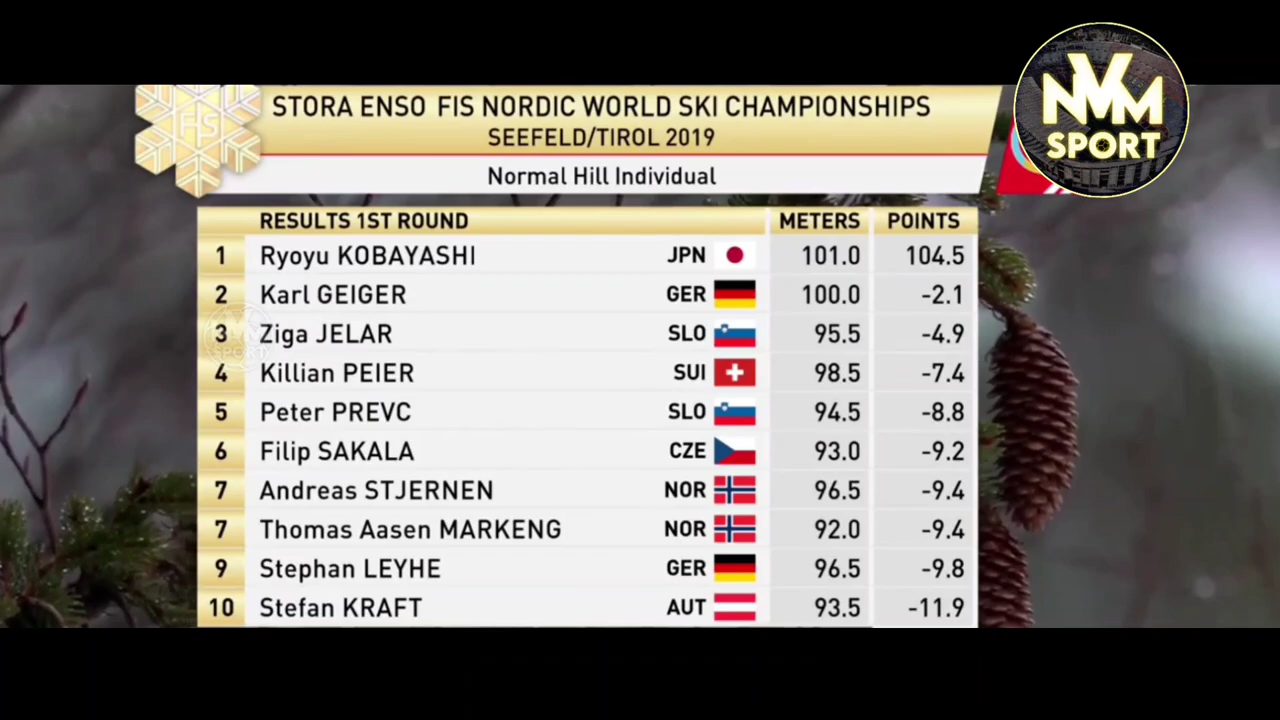 FIS
STORA ENSO FIS NORDIC WORLD SKI CHAMPIONSHIPS
SEEFELD/TIROL 2019
Normal Hill Individual
NVMM
SPORT
RESULTS 1ST ROUND METERS POINTS
1 Ryoyu KOBAYASHI JPN 101.0 104.5
2 Karl GEIGER GER 100.0 -2.1
3 Ziga JELAR SLO 95.5 -4.9
4 Killian PEIER SUI 98.5 -7.4
5 Peter PREVC SLO 94.5 -8.8
6 Filip SAKALA CZE 93.0 -9.2
7 Andreas STJERNEN NOR 96.5 -9.4
7 Thomas Aasen MARKENG NOR 92.0 -9.4
9 Stephan LEYHE GER 96.5 -9.8
10 Stefan KRAFT AUT 93.5 -11.9